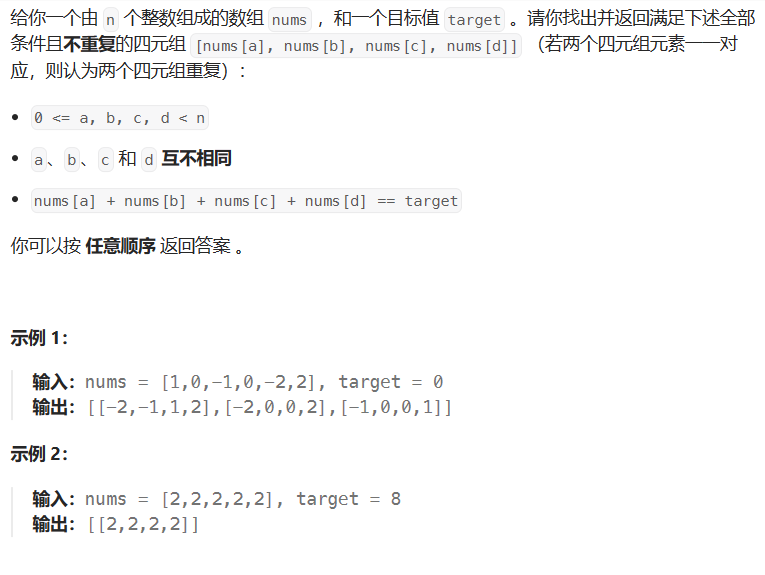 给你一个由 n 个整数组成的数组 nums ，和一个目标值 target 。请你找出并返回满足下述全部
条件且不重复的四元组 [nums[a], nums[b], nums[c], nums[d]] （若两个四元组元素一一对
应，则认为两个四元组重复）：
• 0 <= a, b, c, d < n
• a、b、c 和 d 互不相同
• nums[a] + nums[b] + nums[c] + nums[d] == target
你可以按 任意顺序 返回答案 。
示例 1：
输入：nums = [1,0,-1,0,-2,2], target = 0
输出：[[-2,-1,1,2],[-2,0,0,2],[-1,0,0,1]]
示例 2：
输入：nums = [2,2,2,2,2], target = 8
输出：[[2,2,2,2]]